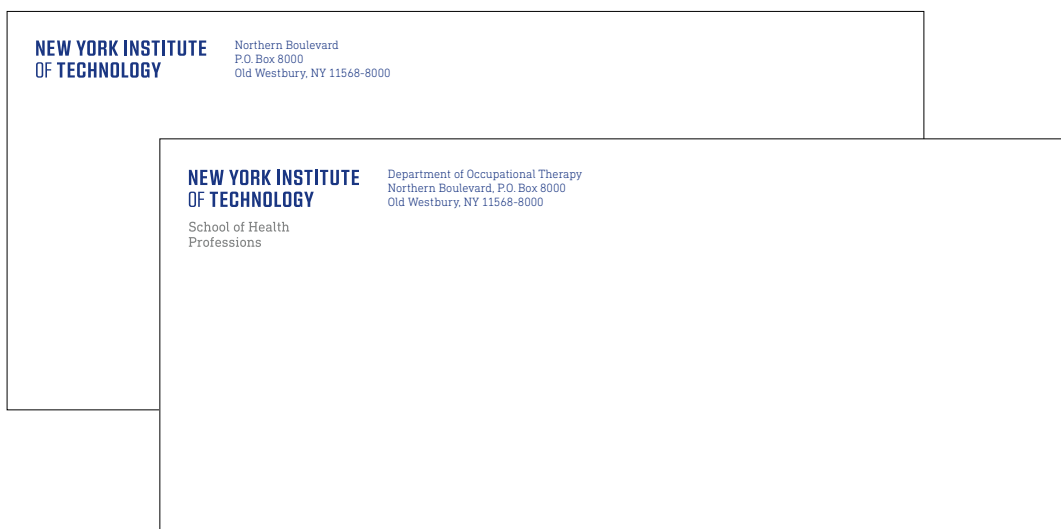 NEW YORK INSTITUTE
OF TECHNOLOGY
Northern Boulevard
P.O. Box 8000
Old Westbury, NY 11568-8000
NEW YORK INSTITUTE
OF TECHNOLOGY
School of Health
Professions
Department of Occupational Therapy
Northern Boulevard, P.O. Box 8000
Old Westbury, NY 11568-8000